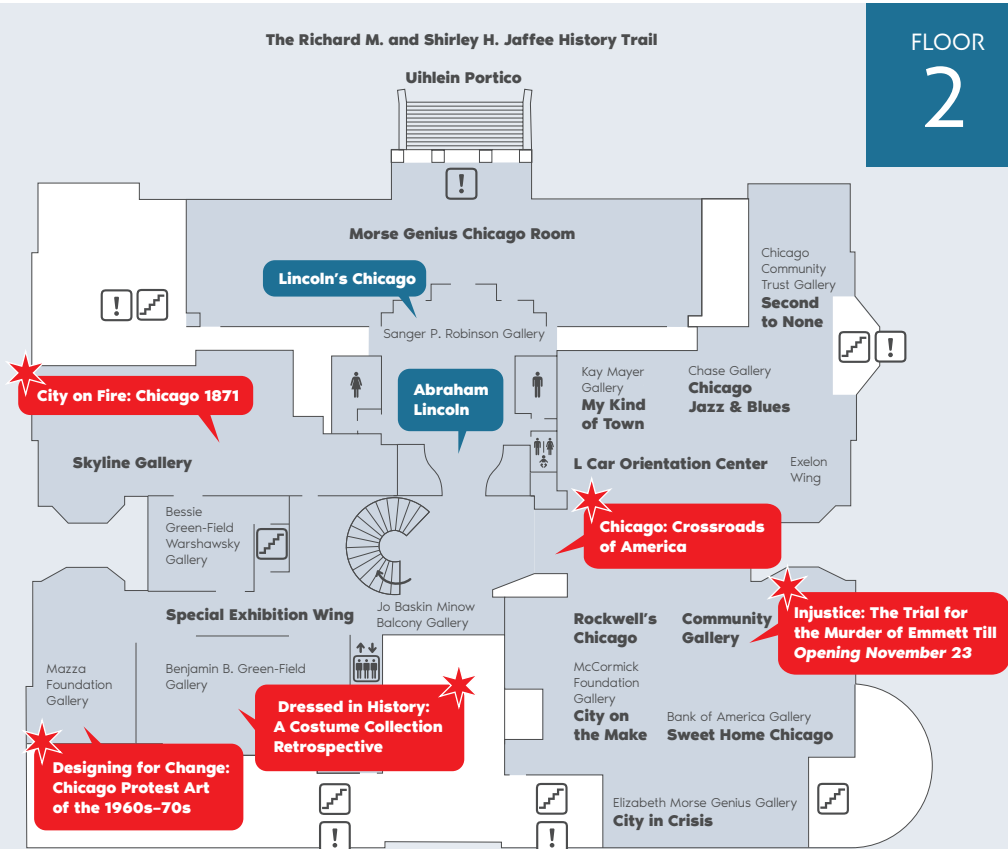 The Richard M. and Shirley H. Jaffee History Trail
FLOOR
2
Uihlein Portico
!
Morse Genius Chicago Room
Lincoln's Chicago
Sanger P. Robinson Gallery
Chicago
Community
Trust Gallery
Second
to None
!
!
City on Fire: Chicago 1871
Skyline Gallery
Abraham
Lincoln
Kay Mayer
Gallery
My Kind
of Town
Chase Gallery
Chicago
Jazz & Blues
L Car Orientation Center
Exelon
Wing
Bessie
Green-Field
Warshawsky
Gallery
Chicago: Crossroads
of America
Special Exhibition Wing
Jo Baskin Minow
Balcony Gallery
Rockwell's
Chicago
Community
Gallery
Injustice: The Trial for
the Murder of Emmett Till
Opening November 23
Mazza
Foundation
Gallery
Benjamin B. Green-Field
Gallery
McCormick
Foundation
Gallery
City on
the Make
Bank of America Gallery
Sweet Home Chicago
Dressed in History:
A Costume Collection
Retrospective
Designing for Change:
Chicago Protest Art
of the 1960s–70s
Elizabeth Morse Genius Gallery
City in Crisis
!
!